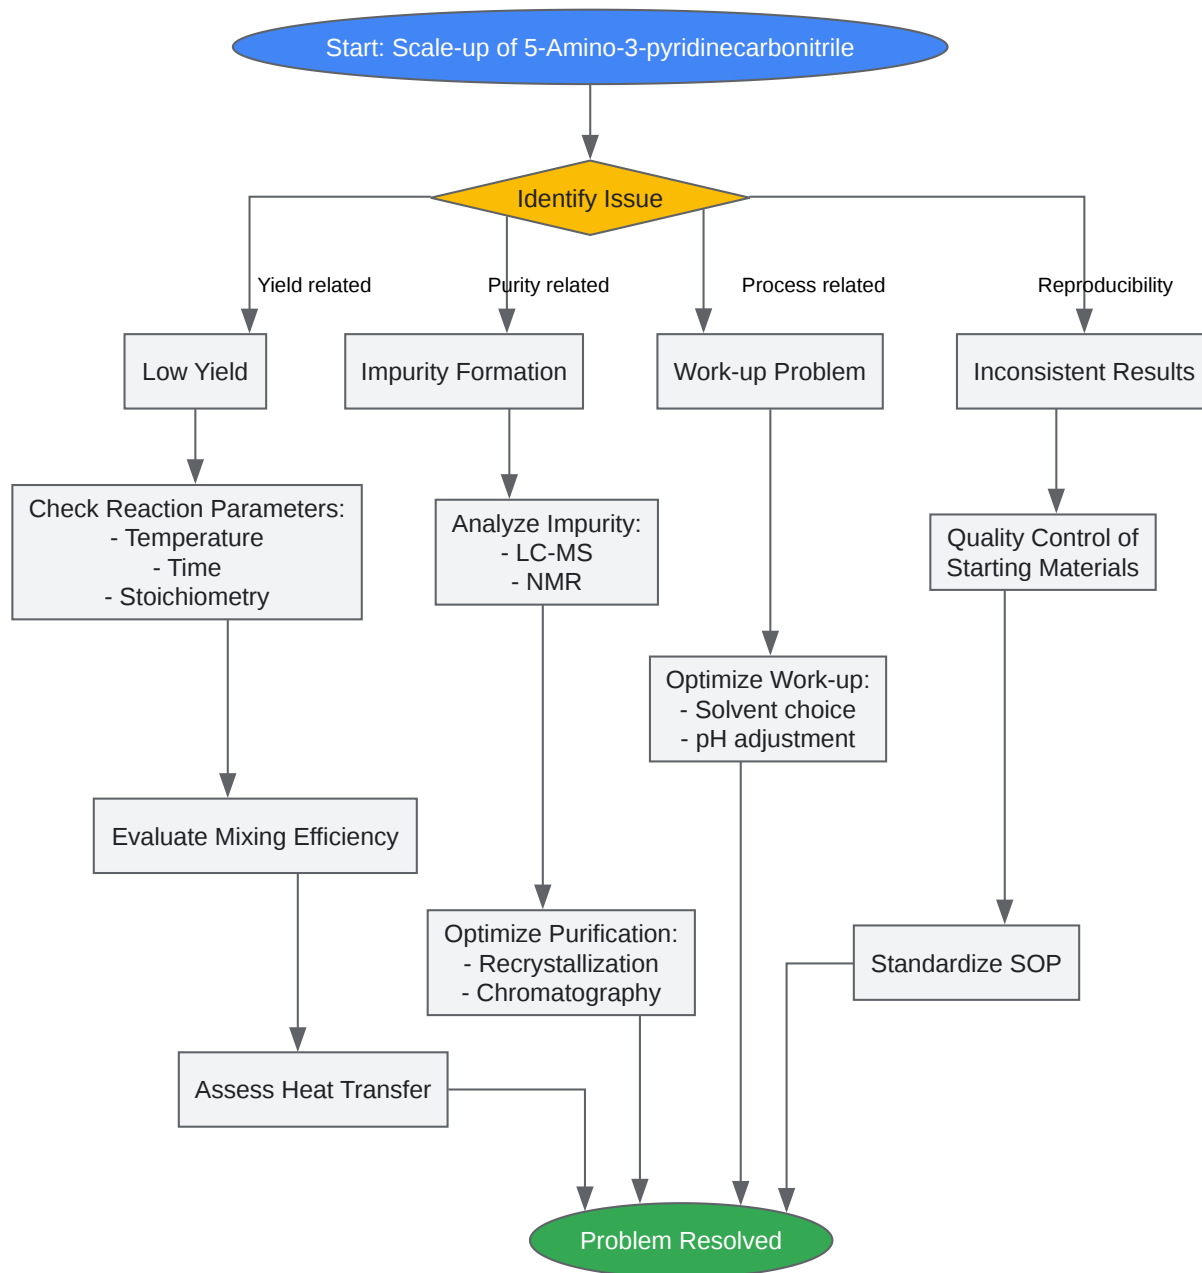 Start: Scale-up of 5-Amino-3-pyridinecarbonitrile
Identify Issue
Yield related
Purity related
Process related
Reproducibility
Low Yield
Impurity Formation
Work-up Problem
Inconsistent Results
Check Reaction Parameters:
- Temperature
- Time
- Stoichiometry
Analyze Impurity:
- LC-MS
- NMR
Quality Control of
Starting Materials
Optimize Work-up:
- Solvent choice
- pH adjustment
Evaluate Mixing Efficiency
Optimize Purification:
- Recrystallization
- Chromatography
Standardize SOP
Assess Heat Transfer
Problem Resolved